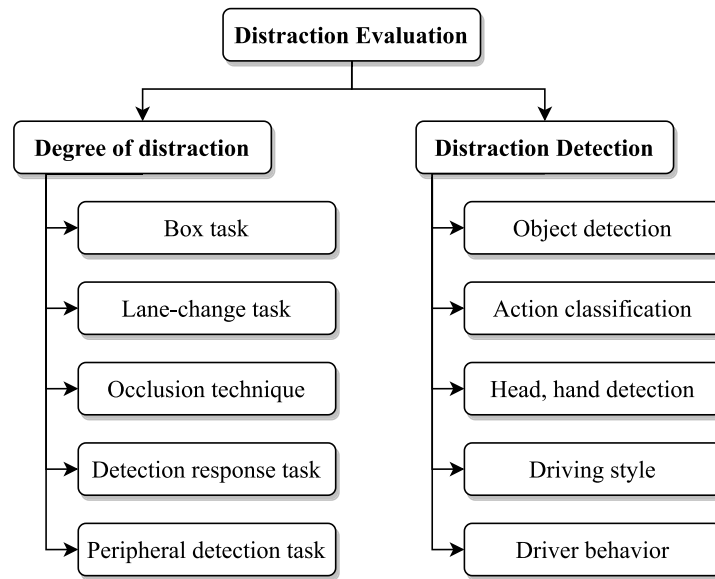 Distraction Evaluation
Degree of distraction
Box task
Lane-change task
Occlusion technique
Detection response task
Peripheral detection task
Distraction Detection
Object detection
Action classification
Head, hand detection
Driving style
Driver behavior